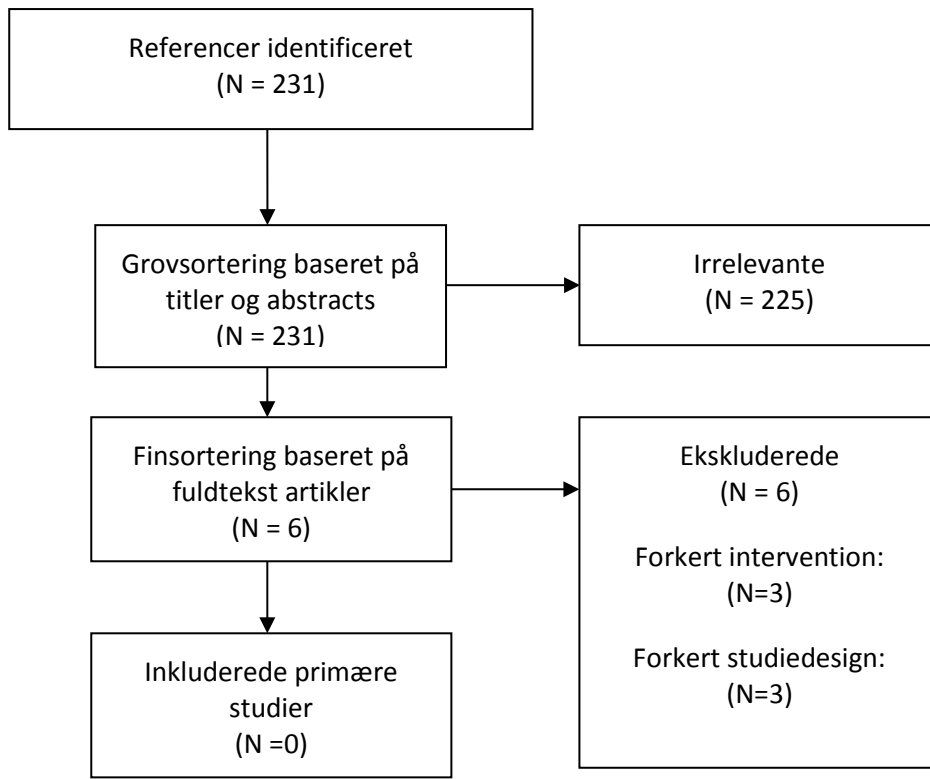 Referencer identificeret
(N = 231)
Grovsortering baseret på
titler og abstracts
(N = 231)
Irrelevante
(N = 225)
Finsortering baseret på
fuldtekst artikler
(N = 6)
Ekskluderede
(N = 6)
Forkert intervention:
(N=3)
Forkert studiedesign:
(N=3)
Inkluderede primære
studier
(N =0)